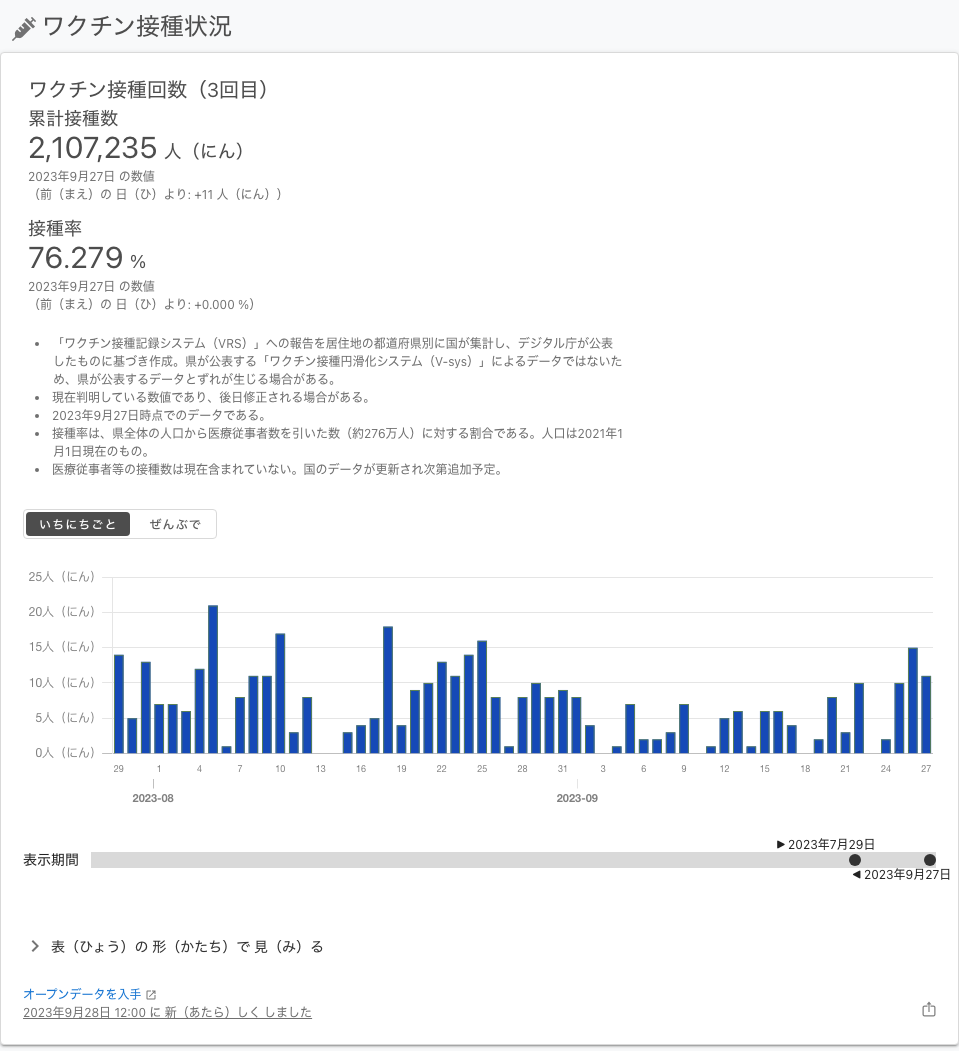 ワクチン接種状況
ワクチン接種回数（3回目）
累計接種数
2,107,235 人（にん）
2023年9月27日 の数値
（前（まえ）の 日（ひ）より: +11 人（にん））
接種率
76.279 %
2023年9月27日 の数値
（前（まえ）の 日（ひ）より: +0.000 %）
• 「ワクチン接種記録システム（VRS）」への報告を居住地の都道府県別に国が集計し、デジタル庁が公表
したものに基づき作成。県が公表する「ワクチン接種円滑化システム（V-sys）」によるデータではないた
め、県が公表するデータとずれが生じる場合がある。
• 現在判明している数値であり、後日修正される場合がある。
• 2023年9月27日時点でのデータである。
• 接種率は、県全体の人口から医療従事者数を引いた数（約276万人）に対する割合である。人口は2021年1
月1日現在のもの。
• 医療従事者等の接種数は現在含まれていない。国のデータが更新され次第追加予定。
いちにちごと ぜんぶで
25人（にん）
20人（にん）
15人（にん）
10人（にん）
5人（にん）
0人（にん）
29 1 4 7 10 13 16 19 22 25 28 31 3 6 9 12 15 18 21 24 27
2023-08 2023-09
▶ 2023年7月29日
表示期間
◀ 2023年9月27日
表（ひょう）の 形（かたち）で 見（み）る
オープンデータを入手
2023年9月28日 12:00 に 新（あたら）しく しました